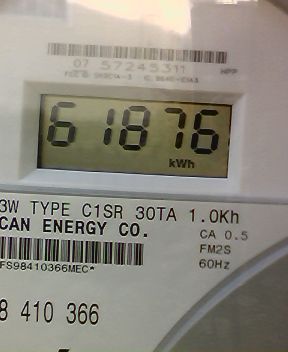 07 57245311
HPP
61876
kWh
3W TYPE C1SR 30TA 1.0Kh
CAN ENERGY CO.
CA 0.5
FM2S
60Hz
FS98410366MEC*
8 410 366